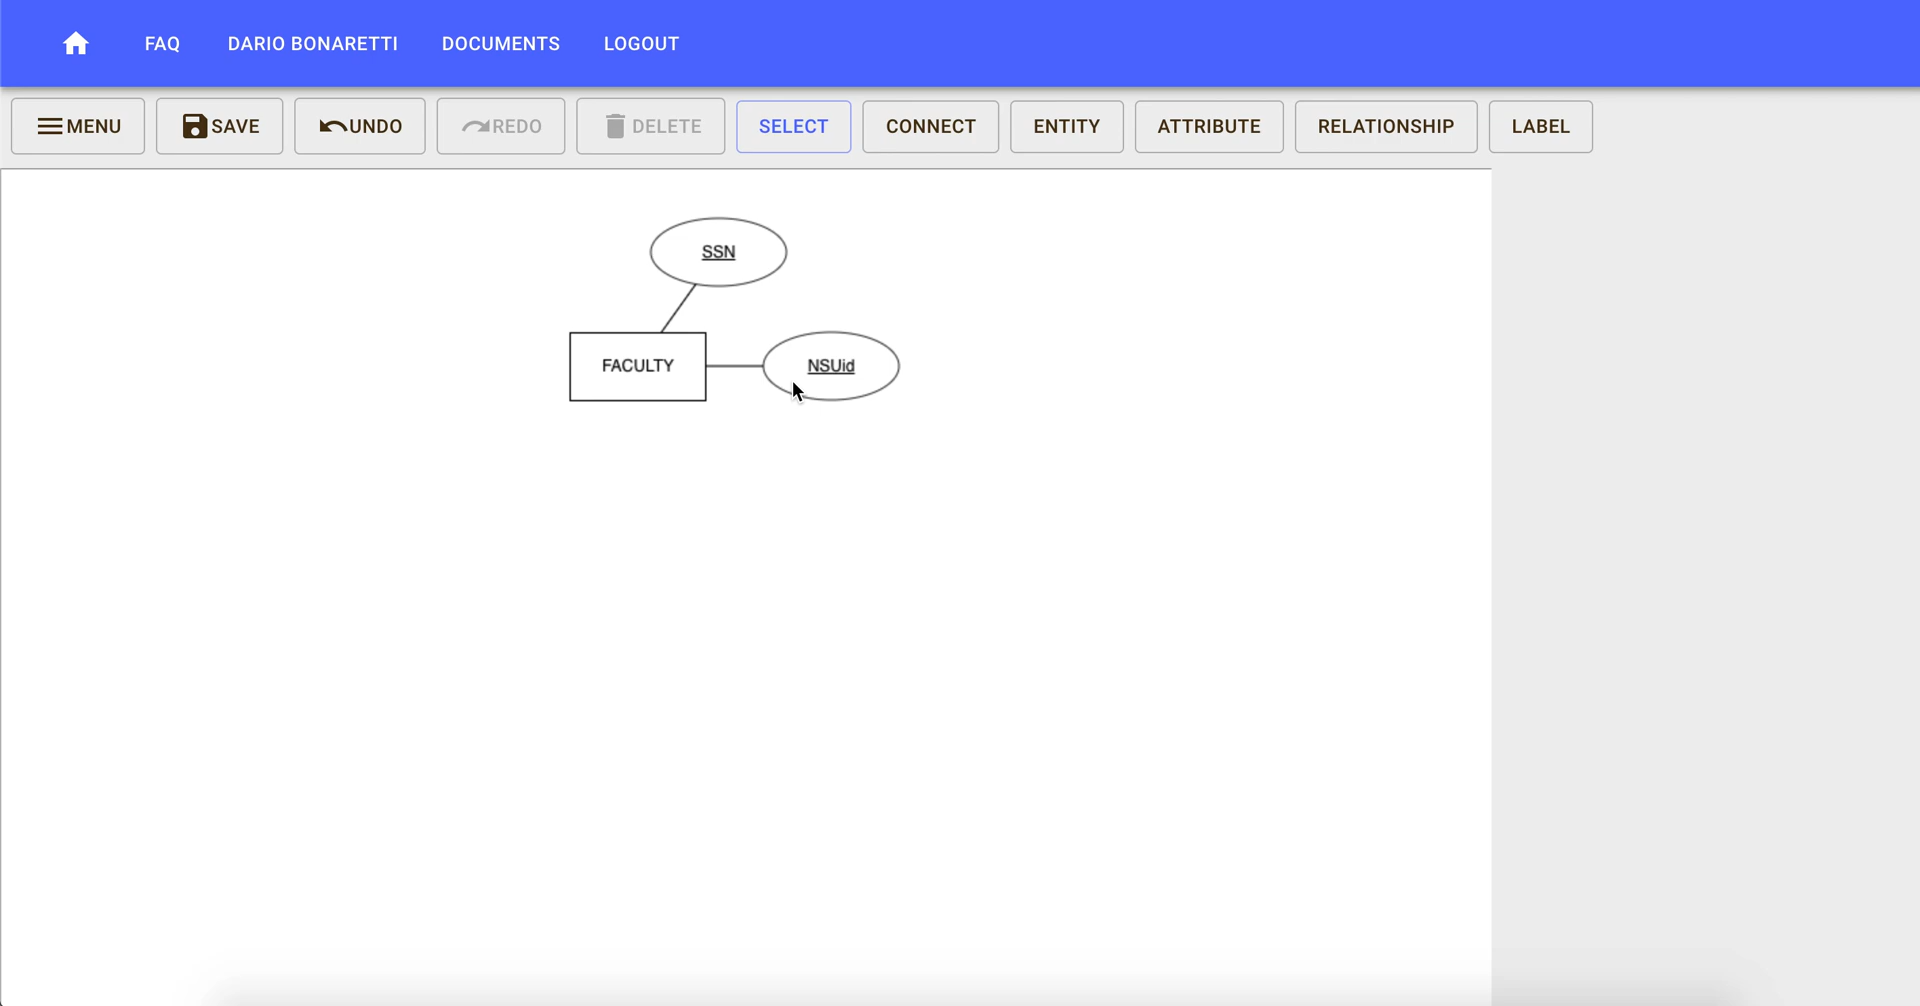 FAQ DARIO BONARETTI DOCUMENTS LOGOUT
MENU SAVE UNDO REDO DELETE SELECT CONNECT ENTITY ATTRIBUTE RELATIONSHIP LABEL
SSN
FACULTY NSUid